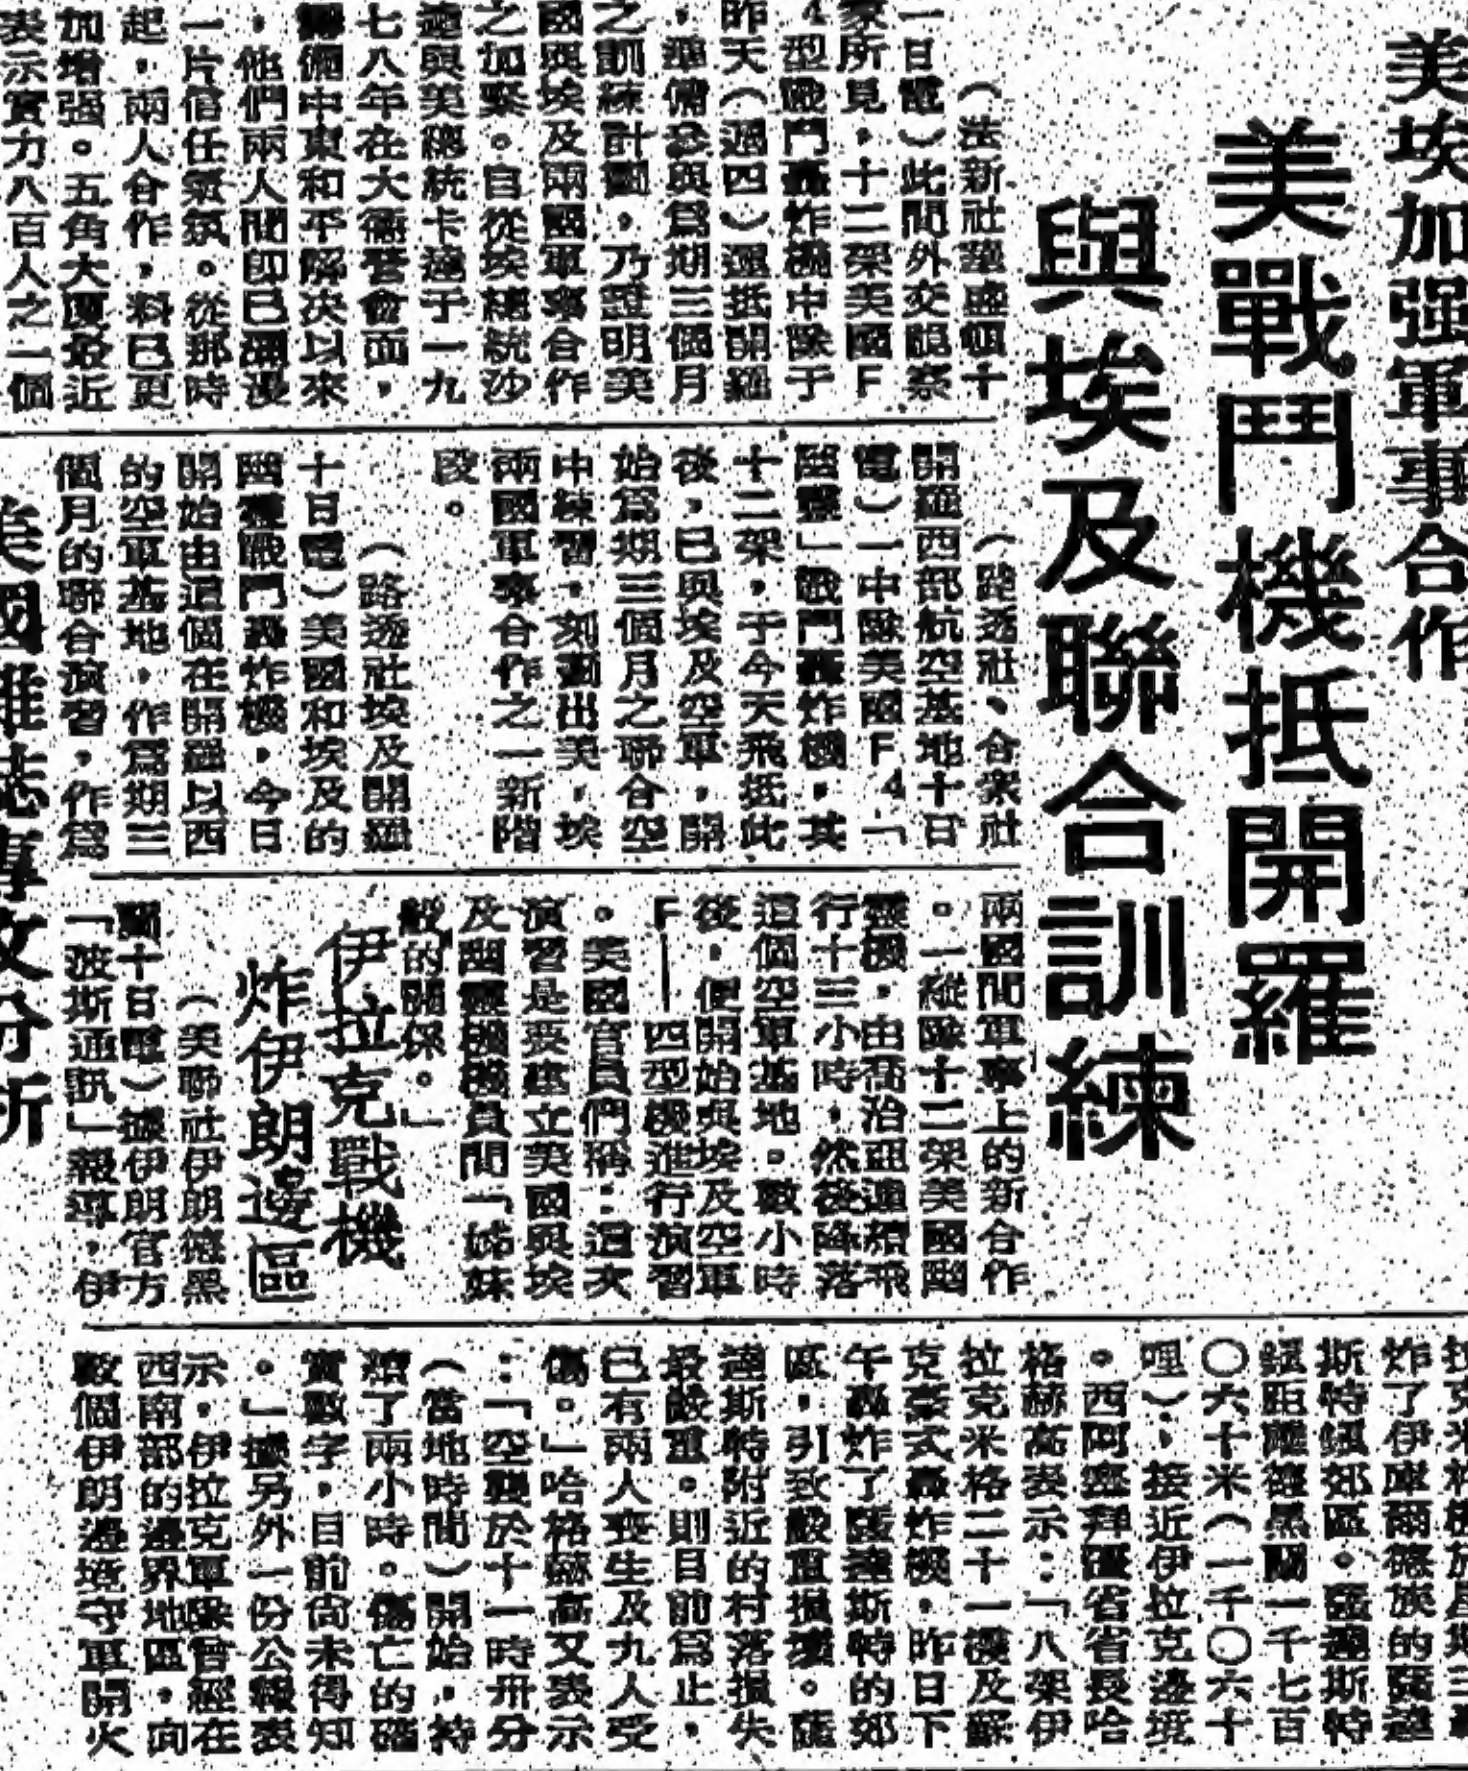 美埃加强軍事合作
美戰鬥機抵開羅
與埃及聯合訓練
（法新社華盛頓十
一日電）此間外交觀察
家所見，十二架美國F
4型戰鬥轟炸機中隊于
昨天（週四）運抵開羅
，準備參與爲期三個月
之訓練計劃，乃證明美
國與埃及兩國軍事合作
之加緊。自從埃總統沙
達與美總統卡達于一九
七八年在大衛營會面，
籌備中東和平解決以來
，他們兩人間卽已瀰漫
一片信任氣氛。從那時
起，兩人合作，料已更
加增强。五角大廈最近
表示實力八百人之一個
（路透社、合衆社
開羅西部航空基地十日
電）一中隊美國F4「
幽靈」戰鬥轟炸機，其
十二架，于今天飛抵此
後，已與埃及空軍，開
始爲期三個月之聯合空
中練習，刻劃出美，埃
兩國軍事合作之一新階
段。
（路透社埃及開羅
十日電）美國和埃及的
幽靈戰鬥轟炸機，今日
開始由這個在開羅以西
的空軍基地，作爲期三
個月的聯合演習，作爲
兩國間軍事上的新合作
。一縱隊十二架美國幽
靈機，由喬治亞遠頽飛
行十三小時，然後降落
這個空軍基地。數小時
後，便開始與埃及空軍
F—四型機進行演習
。美國官員們稱：這次
演習是要建立美國與埃
及幽靈機機員間「姊妹
般的關係。」
伊拉克戰機
炸伊朗邊區
（美聯社伊朗德黑
蘭十日電）據伊朗官方
「波斯通訊」報導，伊
炸了伊庫爾德族的薩達
斯特鎮郊區。薩達斯特
鎮距離德黑蘭一千七百
〇六十米（一千〇六十
哩），接近伊拉克邊境
。西阿塞拜疆省省長哈
格赫高表示：「八架伊
拉克米格二十一機及蘇
克豪式轟炸機，昨日下
午轟炸了薩達斯特的郊
區，引致嚴重損壞。薩
達斯特附近的村落損失
最嚴重。則目前爲止，
已有兩人喪生及九人受
傷。」哈格赫高又表示
：「空襲於十一時卅分
（當地時間）開始，持
續了兩小時。傷亡的確
實數字，目前尚未得知
。」據另外一份公報表
示，伊拉克軍隊曾經在
西南部的邊界地區，向
數個伊朗邊境守軍開火
美國雜誌專文分析